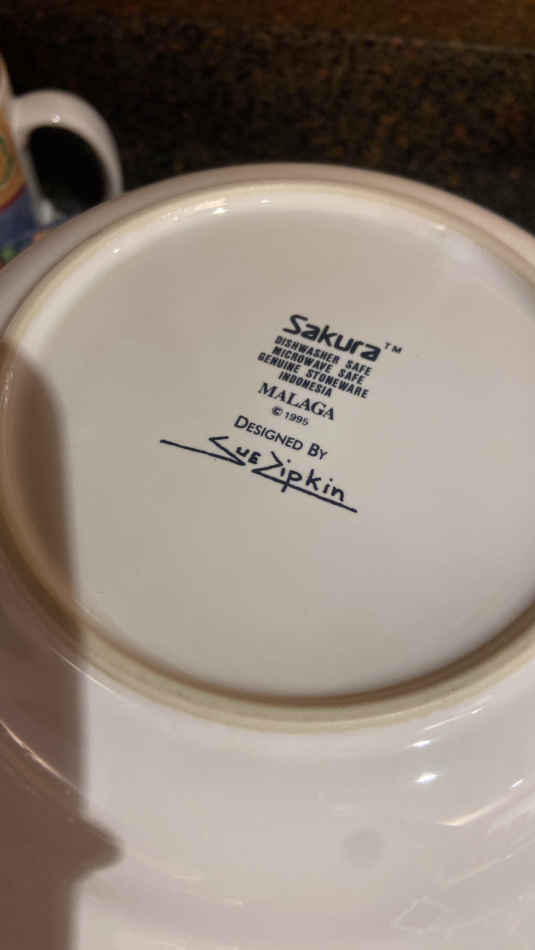 Sakura™
DISHWASHER SAFE
MICROWAVE SAFE
GENUINE STONEWARE
INDONESIA
MALAGA
© 1995
DESIGNED BY
SUE Zipkin